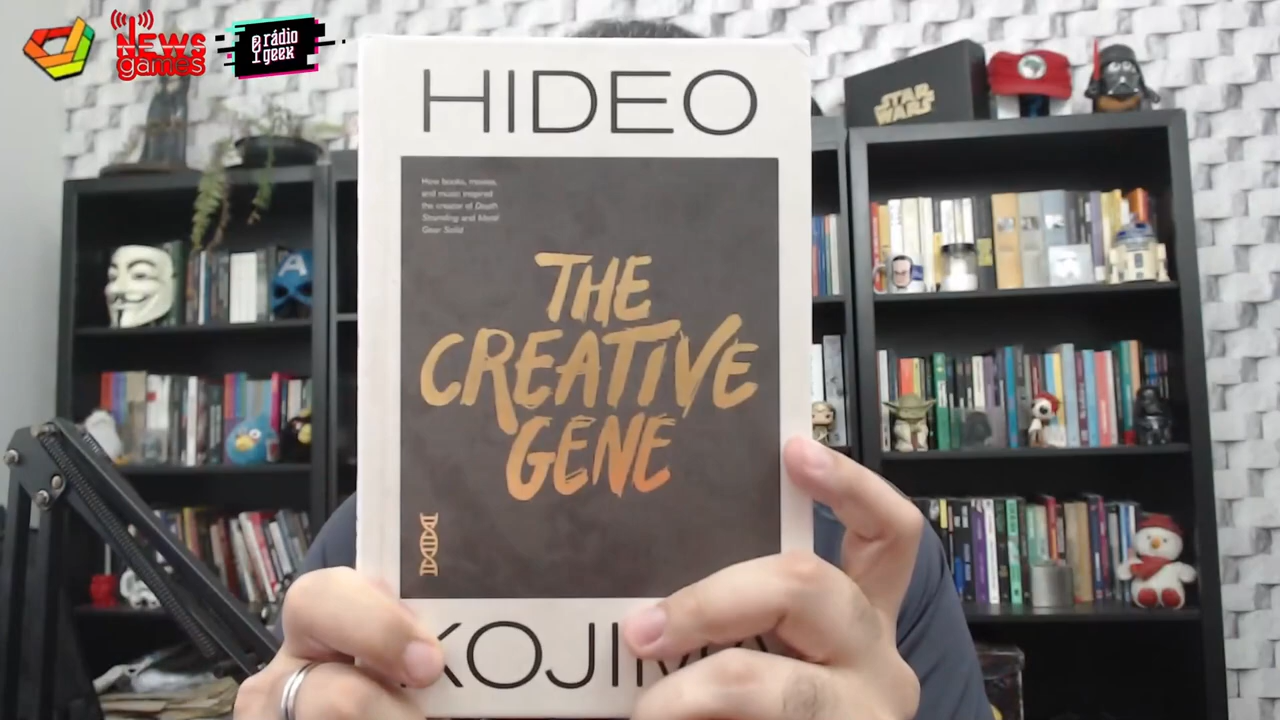 NEWS
games
rádio
geek
STAR
WARS
HIDEO
How books, movies,
and music inspired
the creator of Death
Stranding and Metal
Gear Solid
THE
CREATIVE
GENE
KOJIMA
A